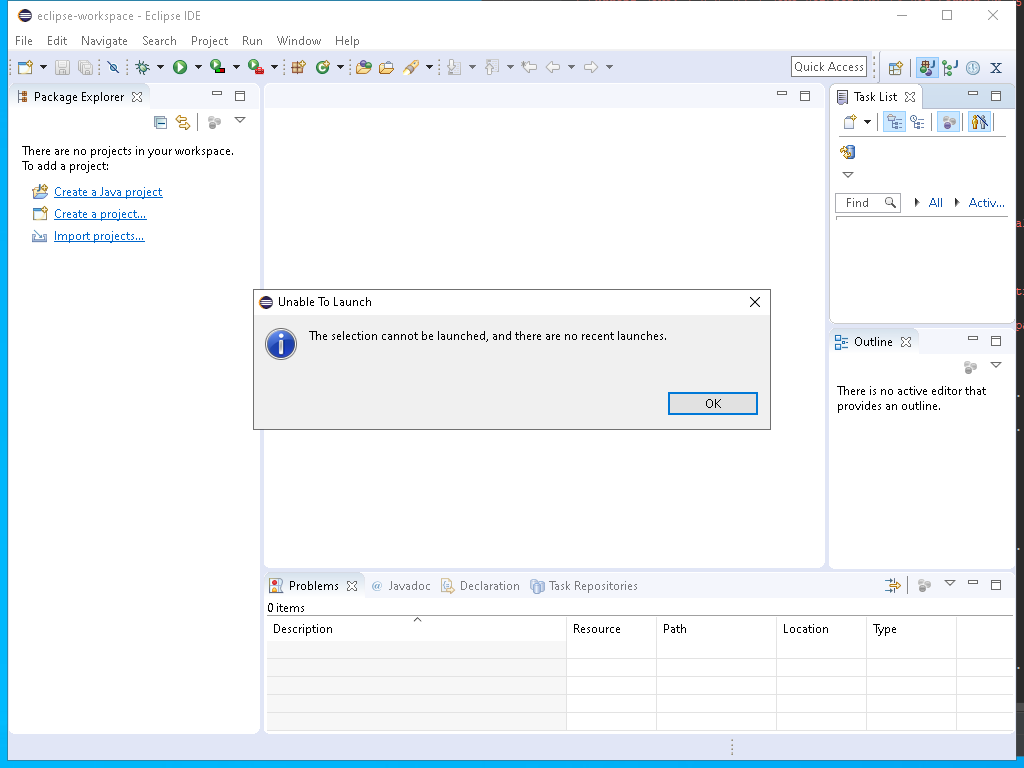 eclipse-workspace - Eclipse IDE
File Edit Navigate Search Project Run Window Help
Quick Access
Package Explorer
There are no projects in your workspace.
To add a project:
Create a Java project
Create a project...
Import projects...
Task List
Find All Activ...
Unable To Launch
The selection cannot be launched, and there are no recent launches.
OK
Outline
There is no active editor that
provides an outline.
Problems @ Javadoc Declaration Task Repositories
0 items
Description Resource Path Location Type